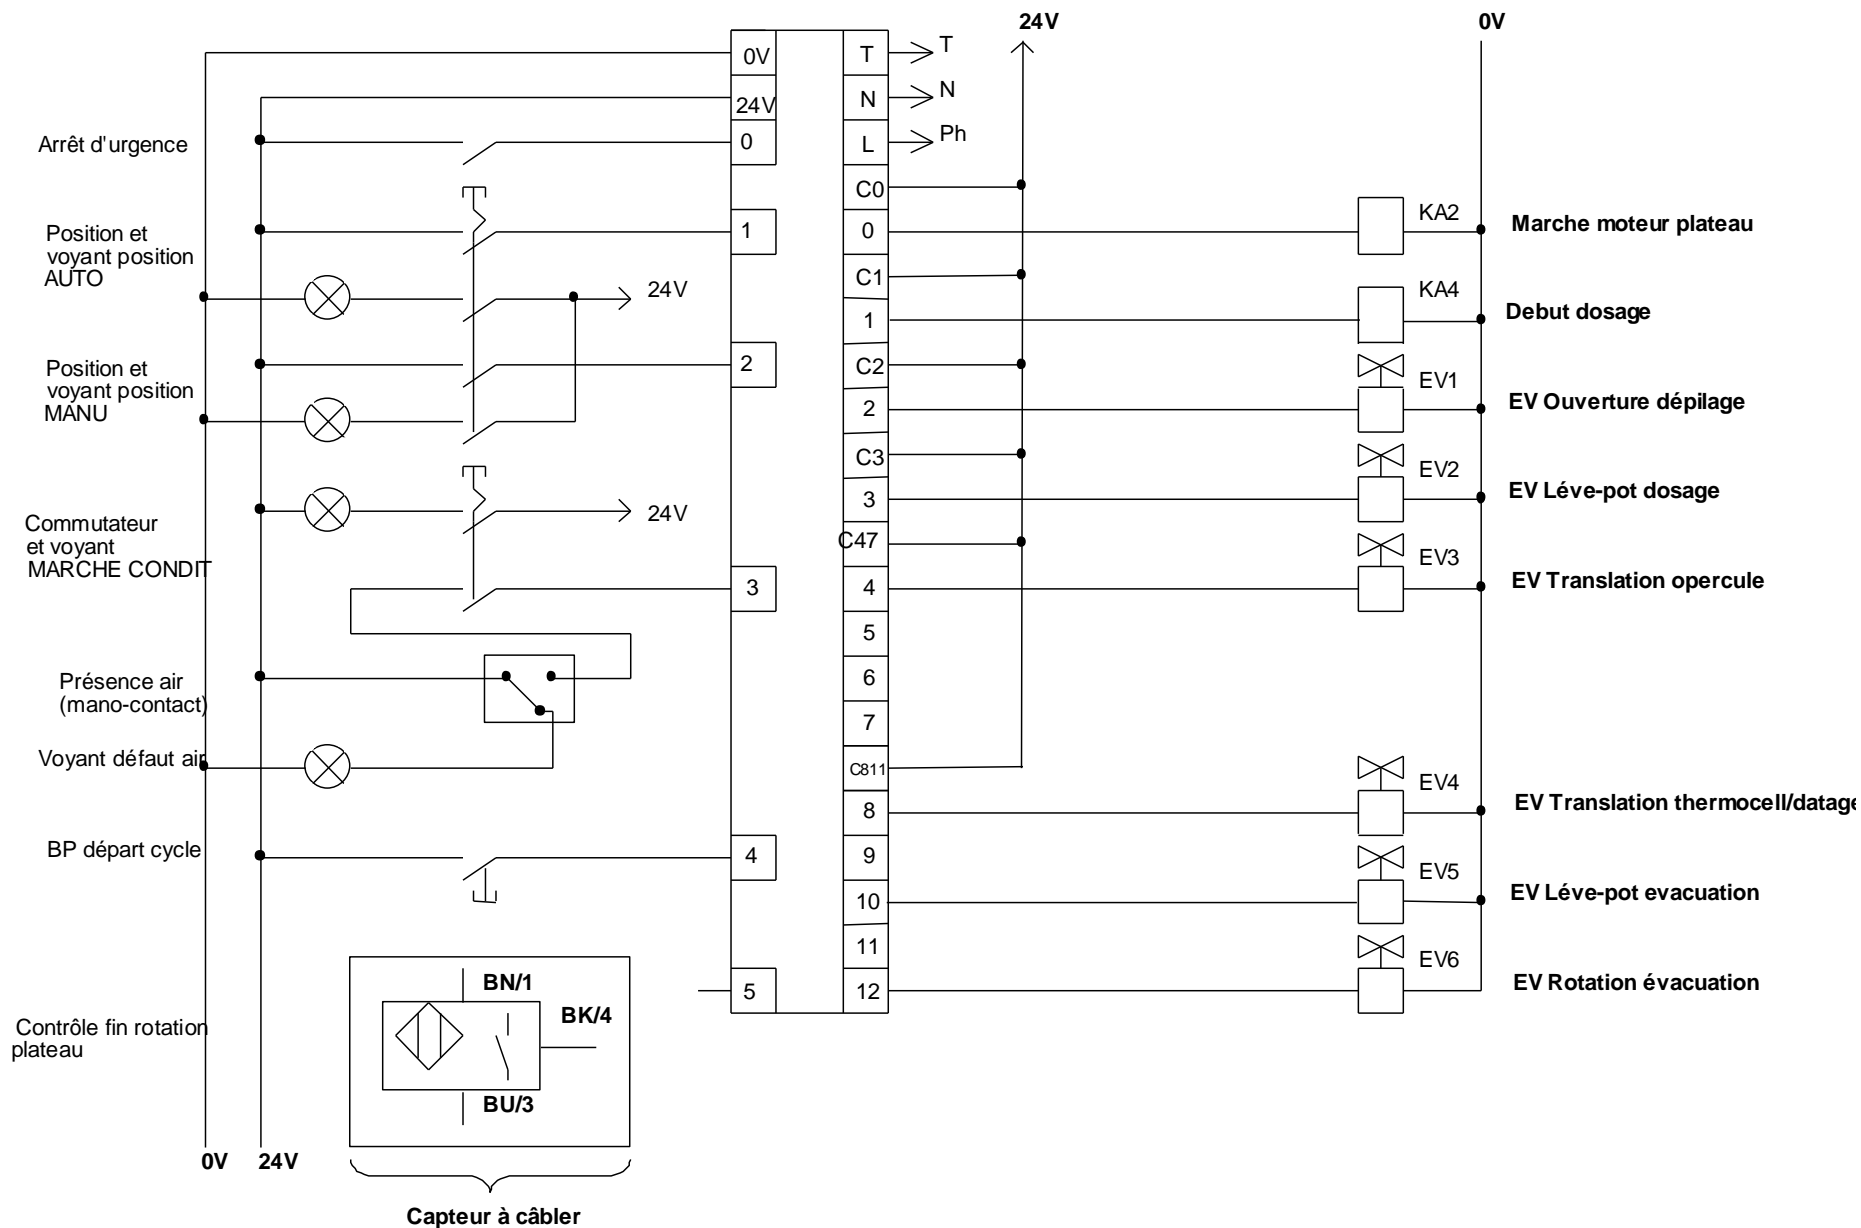 24V
0V
0V
T
T
24V
N
N
Arrêt d'urgence
0
L
Ph
C0
Position et
voyant position
AUTO
1
0
KA2
Marche moteur plateau
C1
24V
KA4
1
Debut dosage
Position et
voyant position
MANU
2
C2
EV1
2
EV Ouverture dépilage
C3
EV2
24V
3
EV Léve-pot dosage
Commutateur
et voyant
MARCHE CONDIT
C47
EV3
3
4
EV Translation opercule
5
Présence air
(mano-contact)
6
7
Voyant défaut air
C811
EV4
8
EV Translation thermocell/datage
BP départ cycle
4
9
EV5
10
EV Léve-pot evacuation
11
EV6
BN/1
5
12
EV Rotation évacuation
BK/4
Contrôle fin rotation
plateau
BU/3
0V
24V
Capteur à câbler